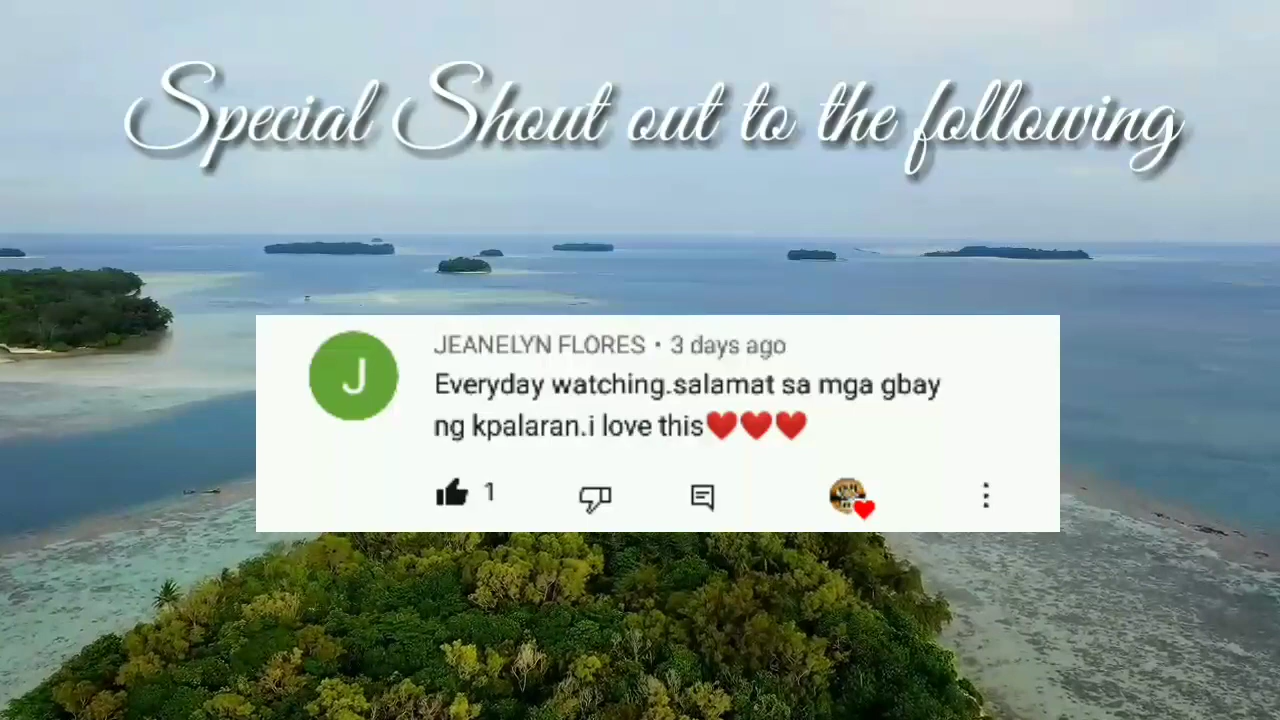 Special Shout out to the following
JEANELYN FLORES • 3 days ago
J
Everyday watching.salamat sa mga gbay
ng kpalaran.i love this❤️❤️❤️
1